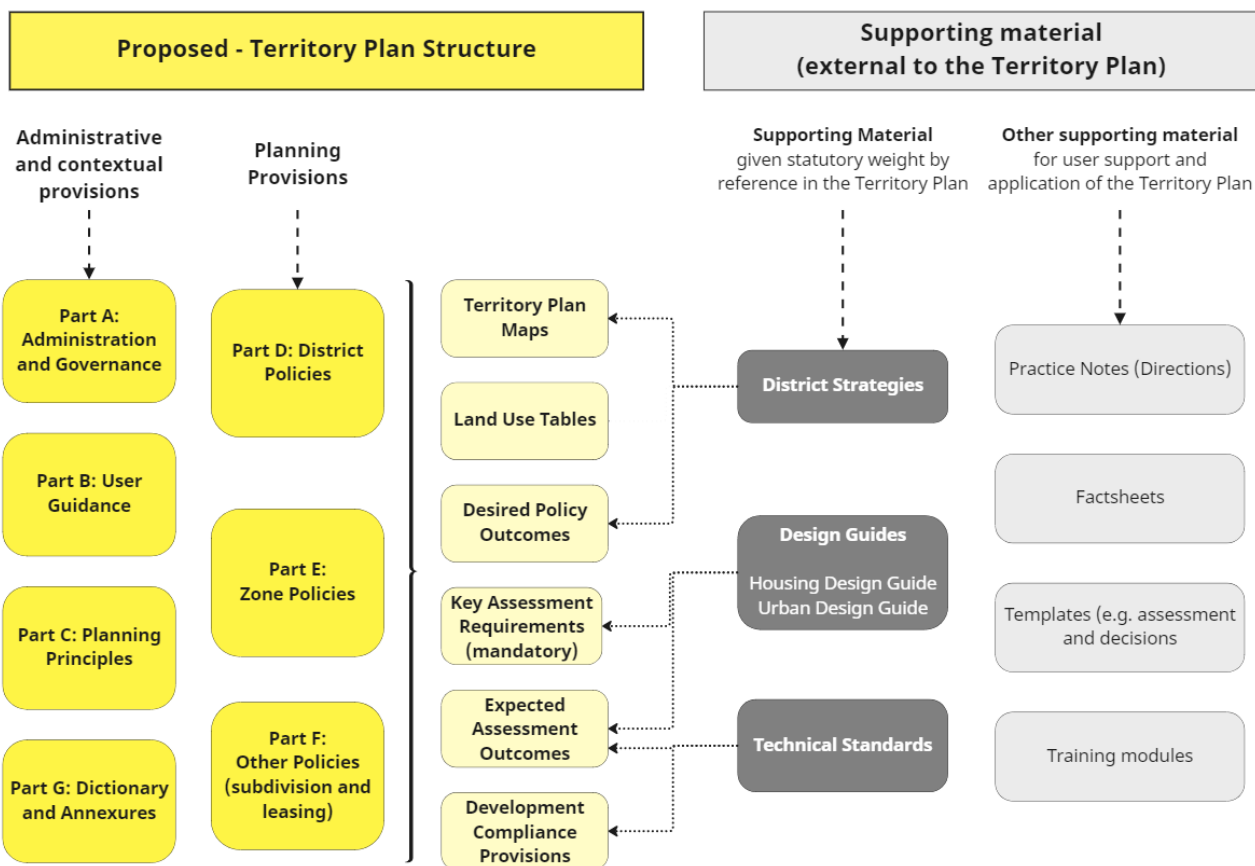 Proposed - Territory Plan Structure
Supporting material
(external to the Territory Plan)
Administrative
and contextual
provisions
Planning
Provisions
Supporting Material
given statutory weight by
reference in the Territory Plan
Other supporting material
for user support and
application of the Territory Plan
Part A:
Administration
and Governance
Part B: User
Guidance
Part C: Planning
Principles
Part G: Dictionary
and Annexures
Part D: District
Policies
Part E:
Zone Policies
Part F:
Other Policies
(subdivision and
leasing)
Territory Plan
Maps
Land Use Tables
Desired Policy
Outcomes
Key Assessment
Requirements
(mandatory)
Expected
Assessment
Outcomes
Development
Compliance
Provisions
District Strategies
Design Guides
Housing Design Guide
Urban Design Guide
Technical Standards
Practice Notes (Directions)
Factsheets
Templates (e.g. assessment
and decisions
Training modules